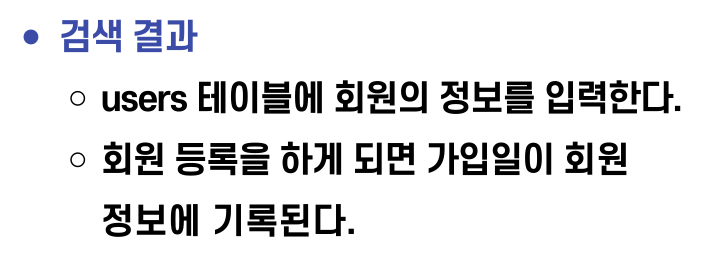 • 검색 결과
○ users 테이블에 회원의 정보를 입력한다.
○ 회원 등록을 하게 되면 가입일이 회원
정보에 기록된다.